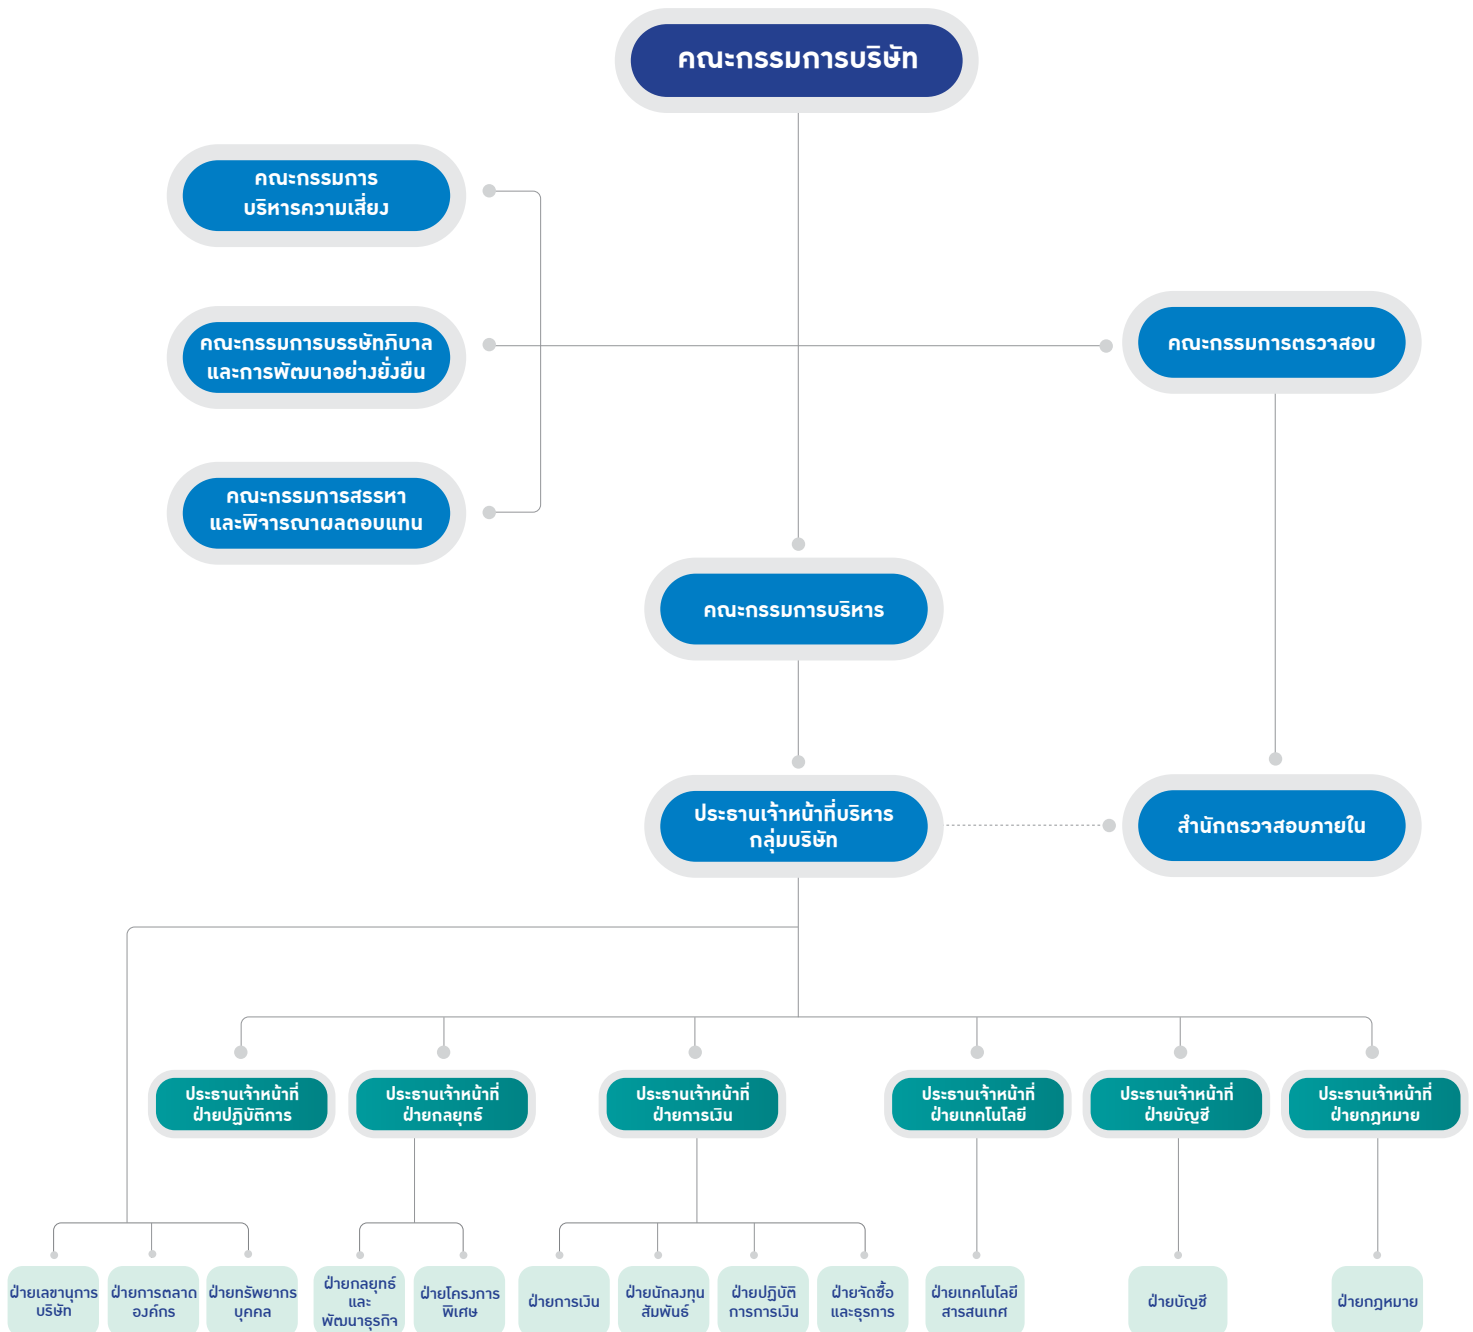 คณะกรรมการบริษัท
คณะกรรมการ
บริหารความเสี่ยง
คณะกรรมการบรรษัทภิบาล
และการพัฒนาอย่างยั่งยืน
คณะกรรมการตรวจสอบ
คณะกรรมการสรรหา
และพิจารณาผลตอบแทน
คณะกรรมการบริหาร
ประธานเจ้าหน้าที่บริหาร
กลุ่มบริษัท
สำนักตรวจสอบภายใน
ประธานเจ้าหน้าที่
ฝ่ายปฏิบัติการ
ประธานเจ้าหน้าที่
ฝ่ายกลยุทธ์
ประธานเจ้าหน้าที่
ฝ่ายการเงิน
ประธานเจ้าหน้าที่
ฝ่ายเทคโนโลยี
ประธานเจ้าหน้าที่
ฝ่ายบัญชี
ประธานเจ้าหน้าที่
ฝ่ายกฎหมาย
ฝ่ายเลขานุการ
บริษัท
ฝ่ายการตลาด
องค์กร
ฝ่ายทรัพยากร
บุคคล
ฝ่ายกลยุทธ์
และ
พัฒนาธุรกิจ
ฝ่ายโครงการ
พิเศษ
ฝ่ายการเงิน
ฝ่ายนักลงทุน
สัมพันธ์
ฝ่ายปฏิบัติ
การการเงิน
ฝ่ายจัดซื้อ
และธุรการ
ฝ่ายเทคโนโลยี
สารสนเทศ
ฝ่ายบัญชี
ฝ่ายกฎหมาย